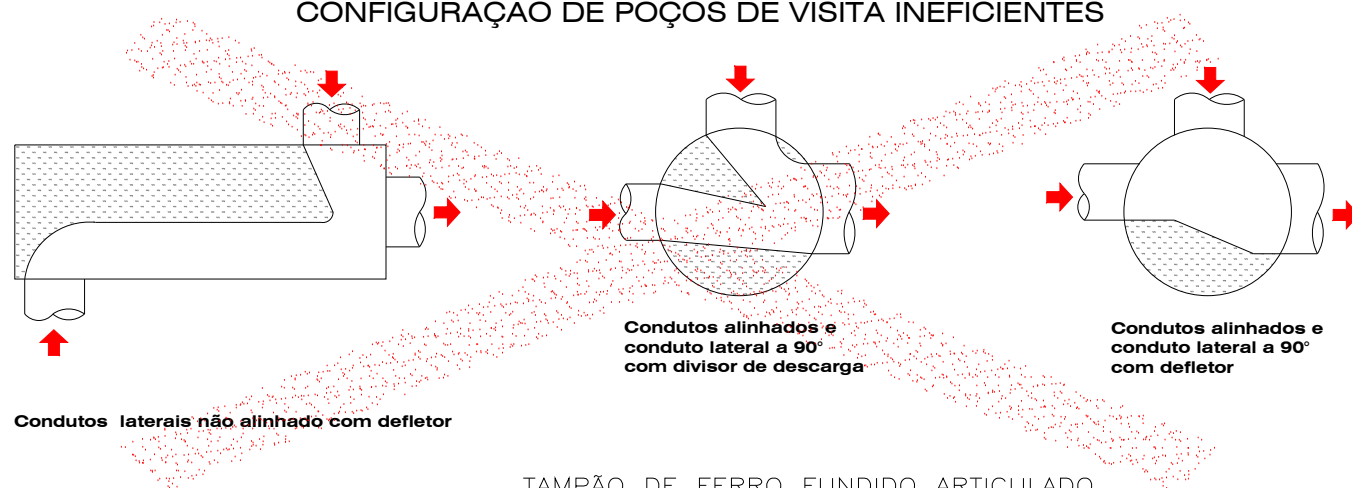 CONFIGURAÇÃO DE POÇOS DE VISITA INEFICIENTES
Condutos alinhados e
conduto lateral a 90°
com divisor de descarga
Condutos alinhados e
conduto lateral a 90°
com defletor
Condutos laterais não alinhado com defletor
TAMPÃO DE FERRO FUNDIDO ARTICULADO